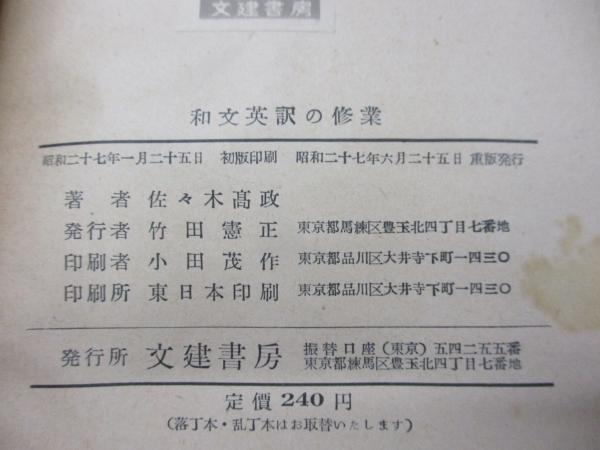 文建書房
和文英訳の修業
昭和二十七年一月二十五日 初版印刷 昭和二十七年六月二十五日 重版発行
著者 佐々木髙政
発行者 竹田憲正 東京都馬練区豊玉北四丁目七番地
印刷者 小田茂作 東京都品川区大井寺下町一四三〇
印刷所 東日本印刷 東京都品川区大井寺下町一四三〇
発行所 文建書房 振替口座(東京)五四二五五番
東京都練馬区豊玉北四丁目七番地
定價240円
(落丁本・乱丁本はお取替いたします)